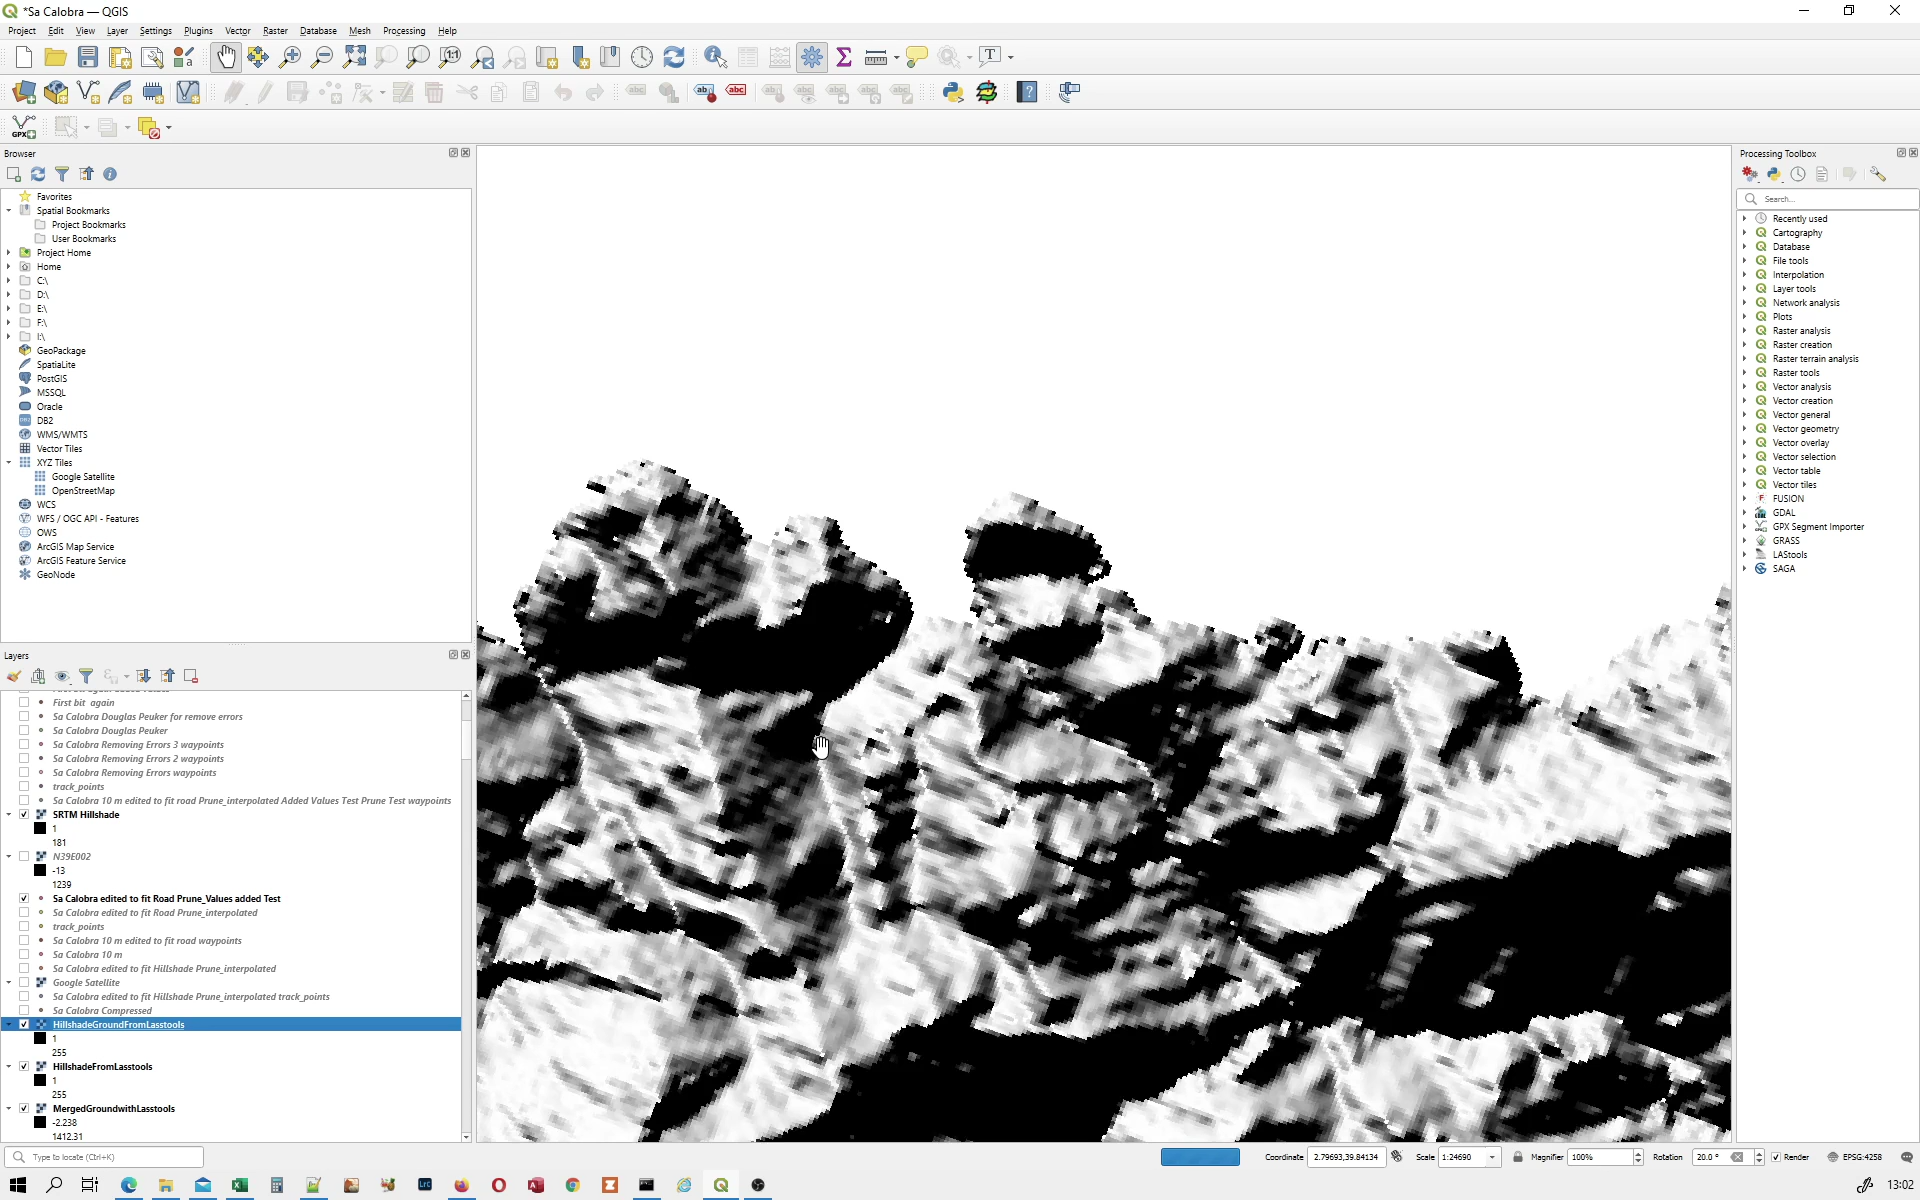 *Sa Calobra — QGIS
Project Edit View Layer Settings Plugins Vector Raster Database Mesh Processing Help
Browser
Favorites
Spatial Bookmarks
Project Bookmarks
User Bookmarks
Project Home
Home
C:\
D:\
E:\
F:\
I:\
GeoPackage
SpatiaLite
PostGIS
MSSQL
Oracle
DB2
WMS/WMTS
Vector Tiles
XYZ Tiles
Google Satellite
OpenStreetMap
WCS
WFS / OGC API - Features
OWS
ArcGIS Map Service
ArcGIS Feature Service
GeoNode
Layers
First bit again
Sa Calobra Douglas Peuker for remove errors
Sa Calobra Douglas Peuker
Sa Calobra Removing Errors 3 waypoints
Sa Calobra Removing Errors 2 waypoints
Sa Calobra Removing Errors waypoints
track_points
Sa Calobra 10 m edited to fit road Prune_interpolated Added Values Test Prune Test waypoints
SRTM Hillshade
1
181
N39E002
-13
1239
Sa Calobra edited to fit Road Prune_Values added Test
Sa Calobra edited to fit Road Prune_interpolated
track_points
Sa Calobra 10 m edited to fit road waypoints
Sa Calobra 10 m
Sa Calobra edited to fit Hillshade Prune_interpolated
Google Satellite
Sa Calobra edited to fit Hillshade Prune_interpolated track_points
Sa Calobra Compressed
HillshadeGroundFromLasstools
1
255
HillshadeFromLasstools
1
255
MergedGroundwithLasstools
-2.238
1412.31
Processing Toolbox
Search...
Recently used
Cartography
Database
File tools
Interpolation
Layer tools
Network analysis
Plots
Raster analysis
Raster creation
Raster terrain analysis
Raster tools
Vector analysis
Vector creation
Vector general
Vector geometry
Vector overlay
Vector selection
Vector table
Vector tiles
FUSION
GDAL
GPX Segment Importer
GRASS
LAStools
SAGA
Type to locate (Ctrl+K)
Coordinate 2.79693,39.84134 Scale 1:24690 Magnifier 100% Rotation 20.0 ° Render EPSG:4258
13:02